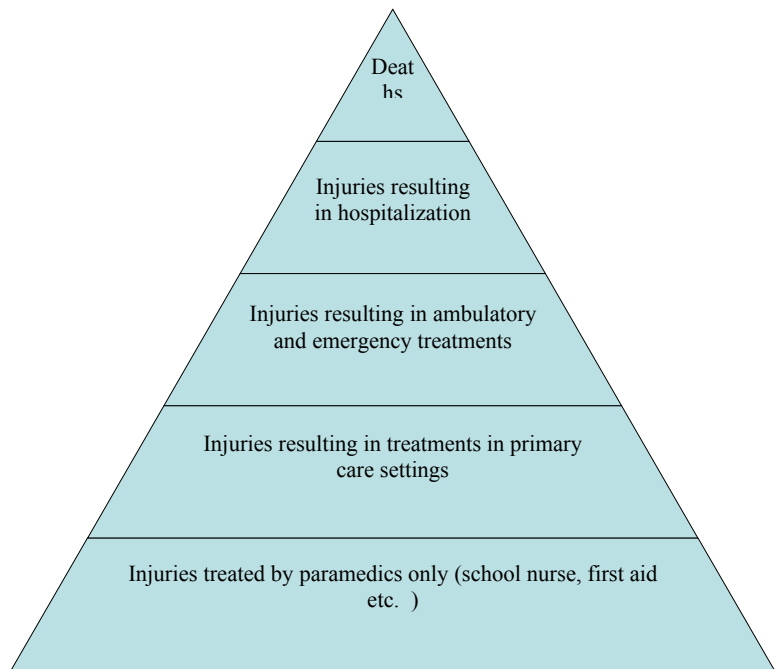 Deat
hs
Injuries resulting
in hospitalization
Injuries resulting in ambulatory
and emergency treatments
Injuries resulting in treatments in primary
care settings
Injuries treated by paramedics only (school nurse, first aid
etc.  )